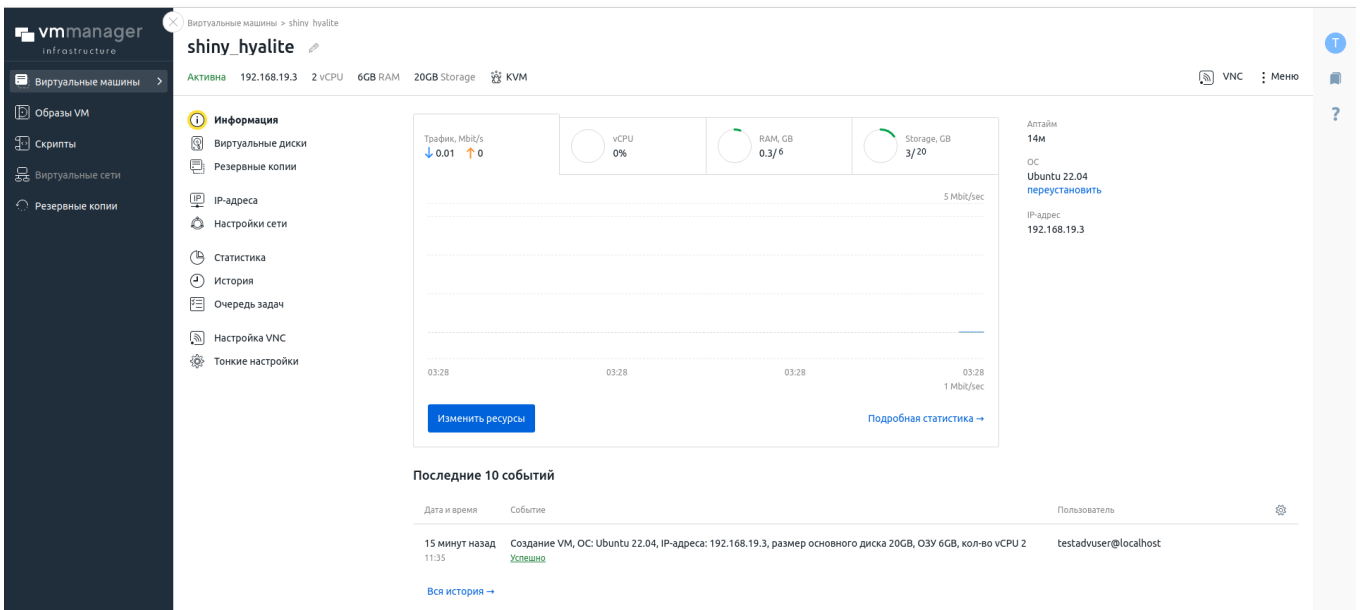 vmmanager
infrastructure
Виртуальные машины
Образы VM
Скрипты
Виртуальные сети
Резервные копии
Виртуальные машины > shiny_hyalite
shiny_hyalite
Активна 192.168.19.3 2 vCPU 6GB RAM 20GB Storage KVM
VNC Меню
Информация
Виртуальные диски
Резервные копии
IP-адреса
Настройки сети
Статистика
История
Очередь задач
Настройка VNC
Тонкие настройки
Трафик, Mbit/s
↓ 0.01 ↑ 0
vCPU
0%
RAM, GB
0.3/ 6
Storage, GB
3/ 20
5 Mbit/sec
03:28 03:28 03:28 03:28
1 Mbit/sec
Изменить ресурсы
Подробная статистика →
Аптайм
14м
ОС
Ubuntu 22.04
переустановить
IP-адрес
192.168.19.3
T
?
Последние 10 событий
Дата и время Событие Пользователь
15 минут назад Создание VM, ОС: Ubuntu 22.04, IP-адреса: 192.168.19.3, размер основного диска 20GB, ОЗУ 6GB, кол-во vCPU 2 testadvuser@localhost
11:35 Успешно
Вся история →